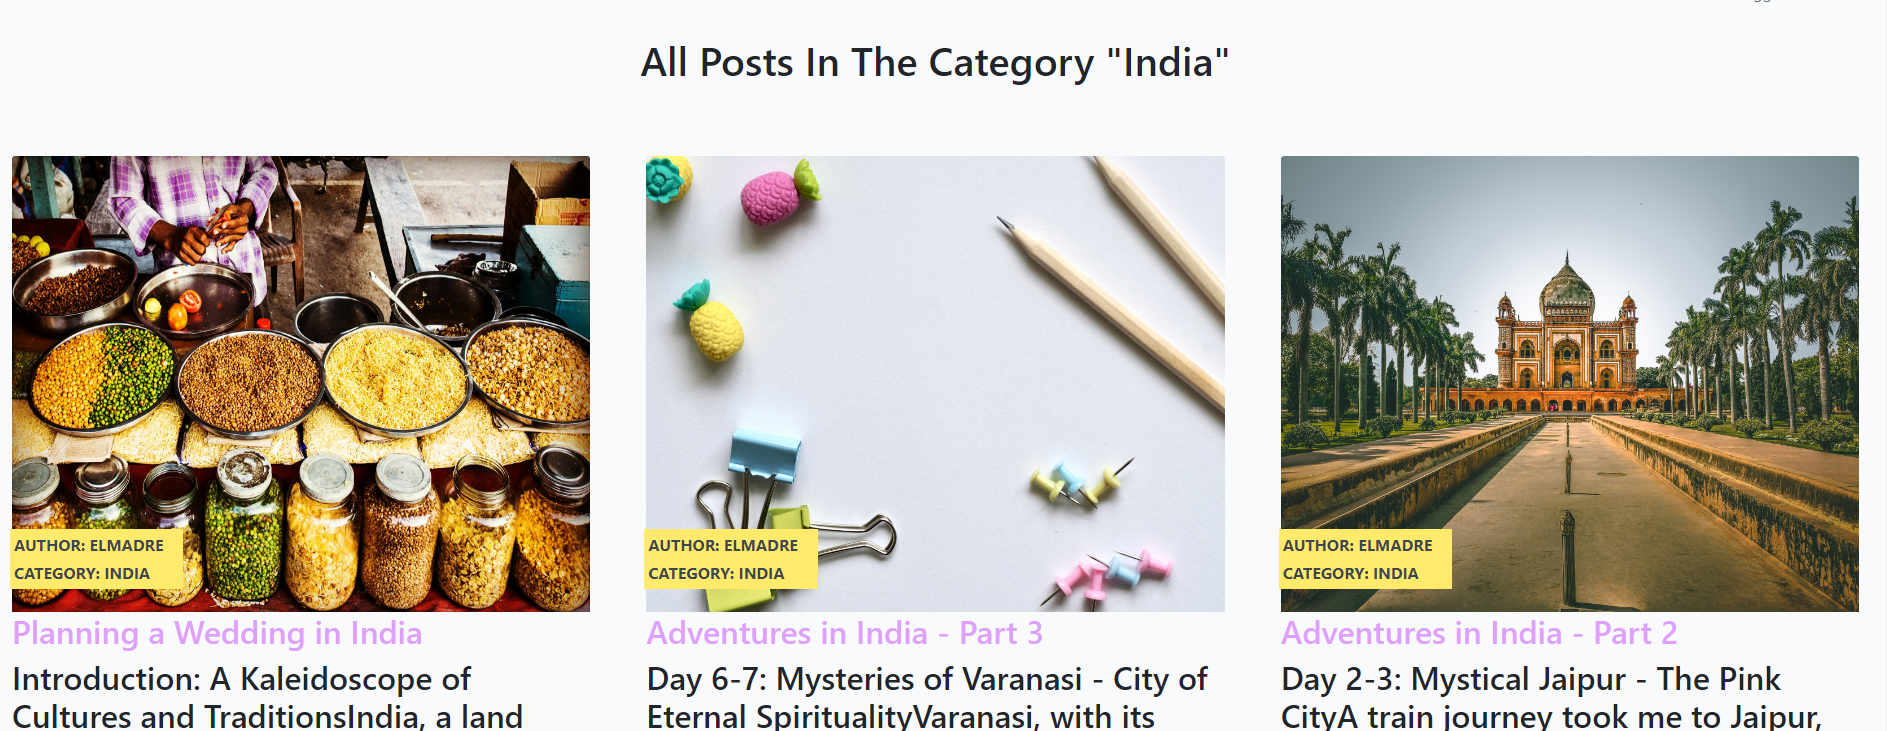 All Posts In The Category "India"
AUTHOR: ELMADRE
CATEGORY: INDIA
Planning a Wedding in India
Introduction: A Kaleidoscope of
Cultures and TraditionsIndia, a land
AUTHOR: ELMADRE
CATEGORY: INDIA
Adventures in India - Part 3
Day 6-7: Mysteries of Varanasi - City of
Eternal SpiritualityVaranasi, with its
AUTHOR: ELMADRE
CATEGORY: INDIA
Adventures in India - Part 2
Day 2-3: Mystical Jaipur - The Pink
CityA train journey took me to Jaipur,